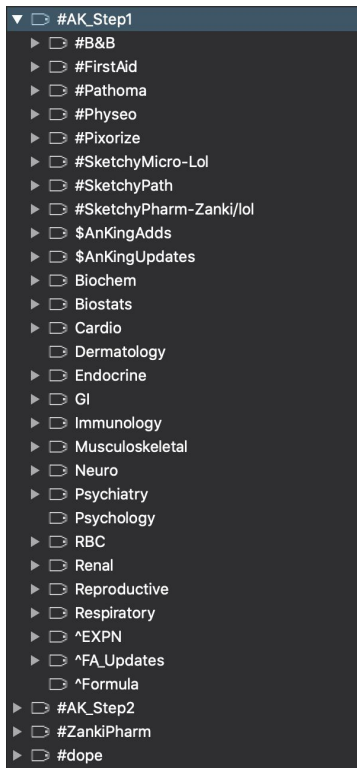 #AK_Step1
#B&B
#FirstAid
#Pathoma
#Physeo
#Pixorize
#SketchyMicro-Lol
#SketchyPath
#SketchyPharm-Zanki/lol
$AnKingAdds
$AnKingUpdates
Biochem
Biostats
Cardio
Dermatology
Endocrine
GI
Immunology
Musculoskeletal
Neuro
Psychiatry
Psychology
RBC
Renal
Reproductive
Respiratory
^EXPN
^FA_Updates
^Formula
#AK_Step2
#ZankiPharm
#dope